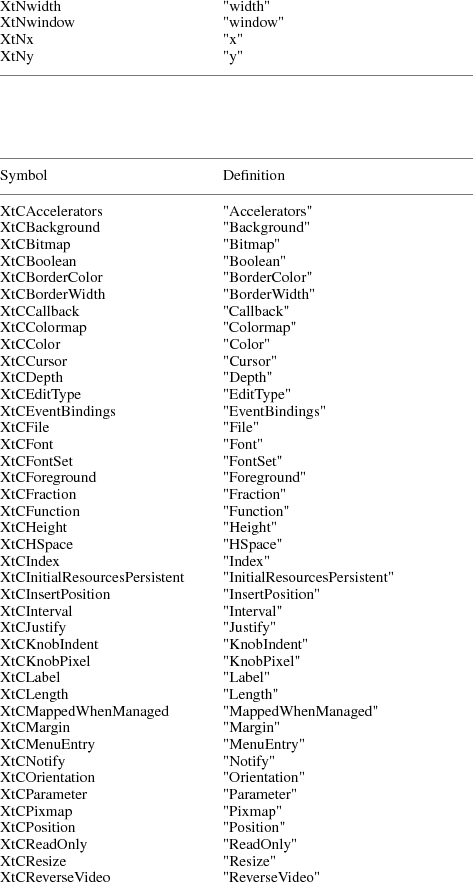 XtNwidth "width"
XtNwindow "window"
XtNx "x"
XtNy "y"
Symbol Definition
XtCAccelerators "Accelerators"
XtCBackground "Background"
XtCBitmap "Bitmap"
XtCBoolean "Boolean"
XtCBorderColor "BorderColor"
XtCBorderWidth "BorderWidth"
XtCCallback "Callback"
XtCColormap "Colormap"
XtCColor "Color"
XtCCursor "Cursor"
XtCDepth "Depth"
XtCEditType "EditType"
XtCEventBindings "EventBindings"
XtCFile "File"
XtCFont "Font"
XtCFontSet "FontSet"
XtCForeground "Foreground"
XtCFraction "Fraction"
XtCFunction "Function"
XtCHeight "Height"
XtCHSpace "HSpace"
XtCIndex "Index"
XtCInitialResourcesPersistent "InitialResourcesPersistent"
XtCInsertPosition "InsertPosition"
XtCInterval "Interval"
XtCJustify "Justify"
XtCKnobIndent "KnobIndent"
XtCKnobPixel "KnobPixel"
XtCLabel "Label"
XtCLength "Length"
XtCMappedWhenManaged "MappedWhenManaged"
XtCMargin "Margin"
XtCMenuEntry "MenuEntry"
XtCNotify "Notify"
XtCOrientation "Orientation"
XtCParameter "Parameter"
XtCPixmap "Pixmap"
XtCPosition "Position"
XtCReadOnly "ReadOnly"
XtCResize "Resize"
XtCReverseVideo "ReverseVideo"